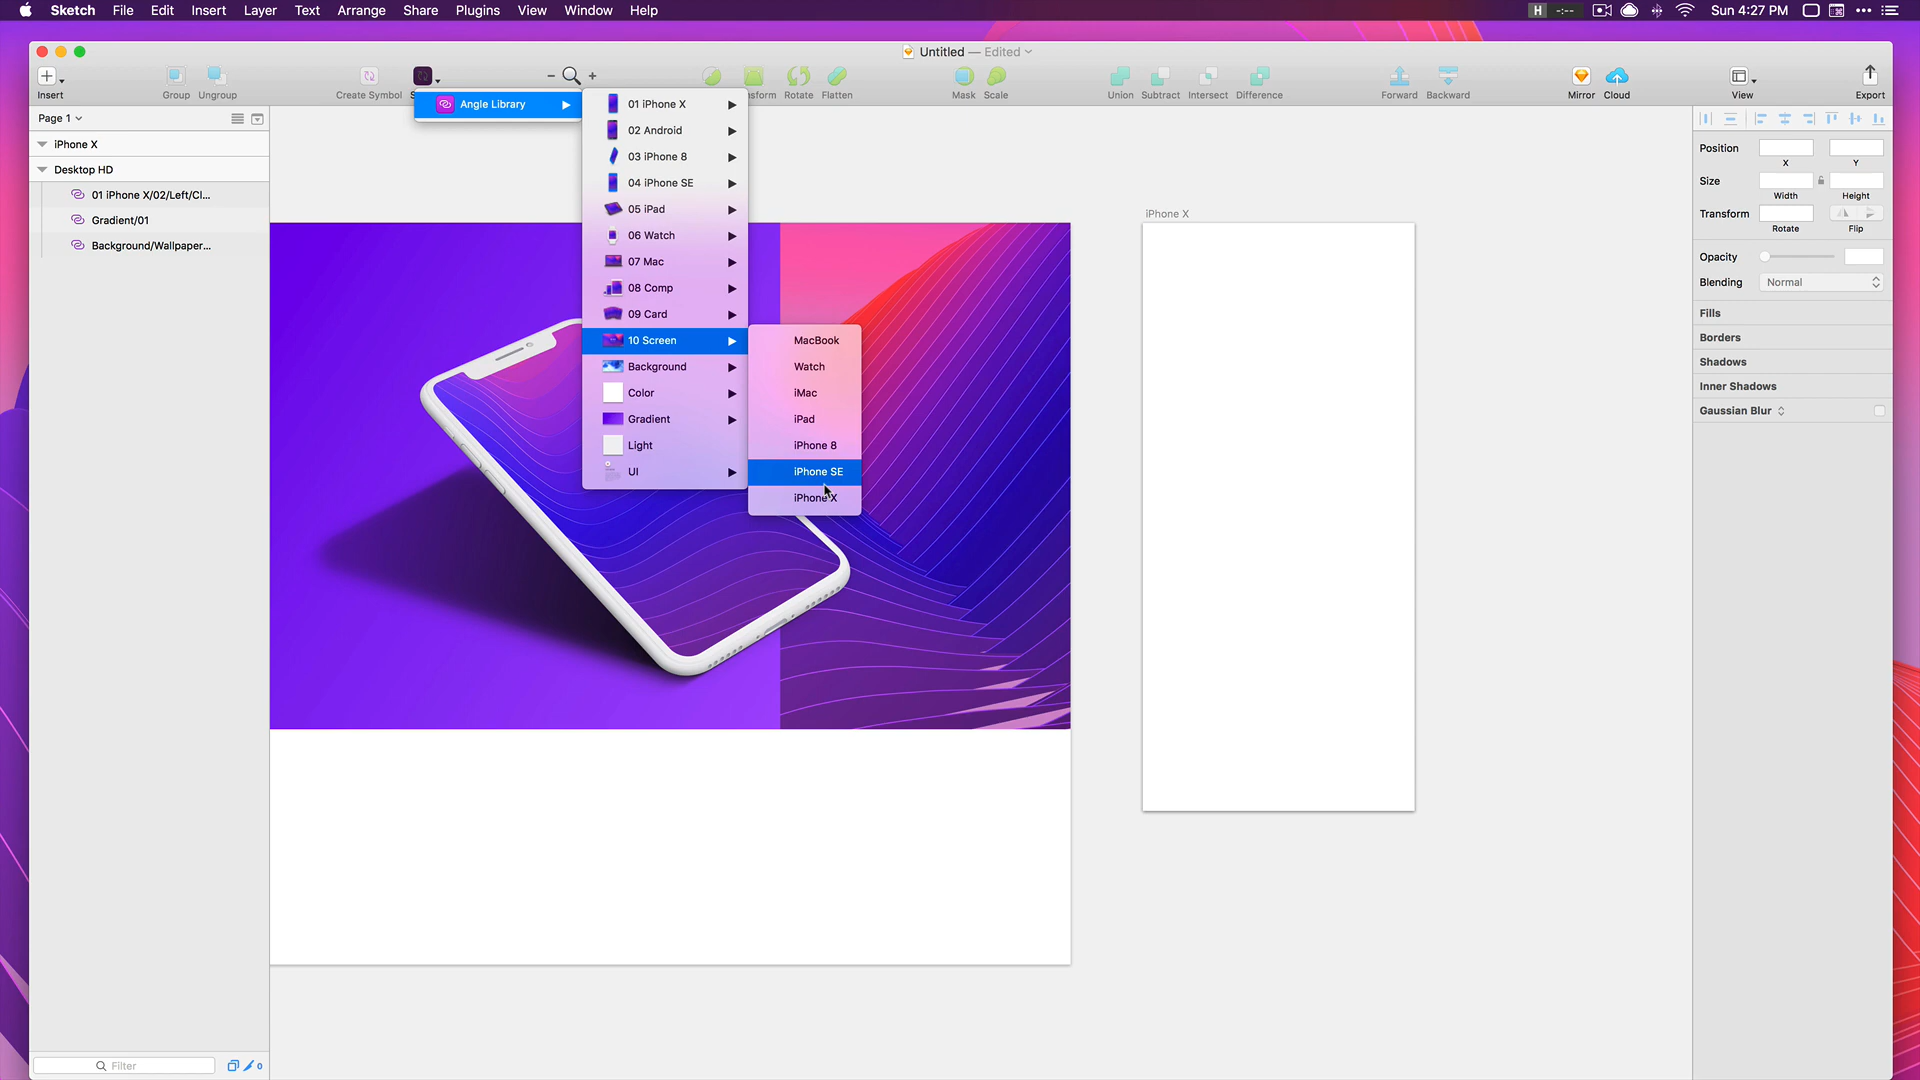 Sketch File Edit Insert Layer Text Arrange Share Plugins View Window Help
H -:-- Sun 4:27 PM
Untitled — Edited
Insert Group Ungroup Create Symbol Rotate Flatten Mask Scale Union Subtract Intersect Difference Forward Backward Mirror Cloud View Export
Page 1
iPhone X
Desktop HD
01 iPhone X/02/Left/Cl...
Gradient/01
Background/Wallpaper...
Filter
0
Angle Library
01 iPhone X
02 Android
03 iPhone 8
04 iPhone SE
05 iPad
06 Watch
07 Mac
08 Comp
09 Card
10 Screen
Background
Color
Gradient
Light
UI
MacBook
Watch
iMac
iPad
iPhone 8
iPhone SE
iPhone X
iPhone X
Position
X Y
Size
Width Height
Transform
Rotate Flip
Opacity
Blending Normal
Fills
Borders
Shadows
Inner Shadows
Gaussian Blur